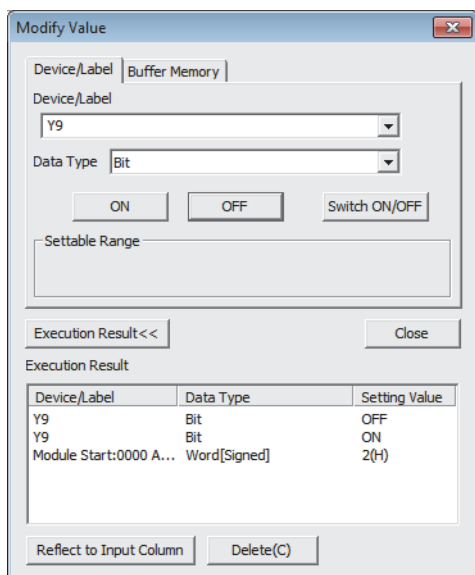 Modify Value
Device/Label Buffer Memory
Device/Label
Y9
Data Type Bit
ON OFF Switch ON/OFF
Settable Range
Execution Result<< Close
Execution Result
Device/Label Data Type Setting Value
Y9 Bit OFF
Y9 Bit ON
Module Start:0000 A... Word[Signed] 2(H)
Reflect to Input Column Delete(C)